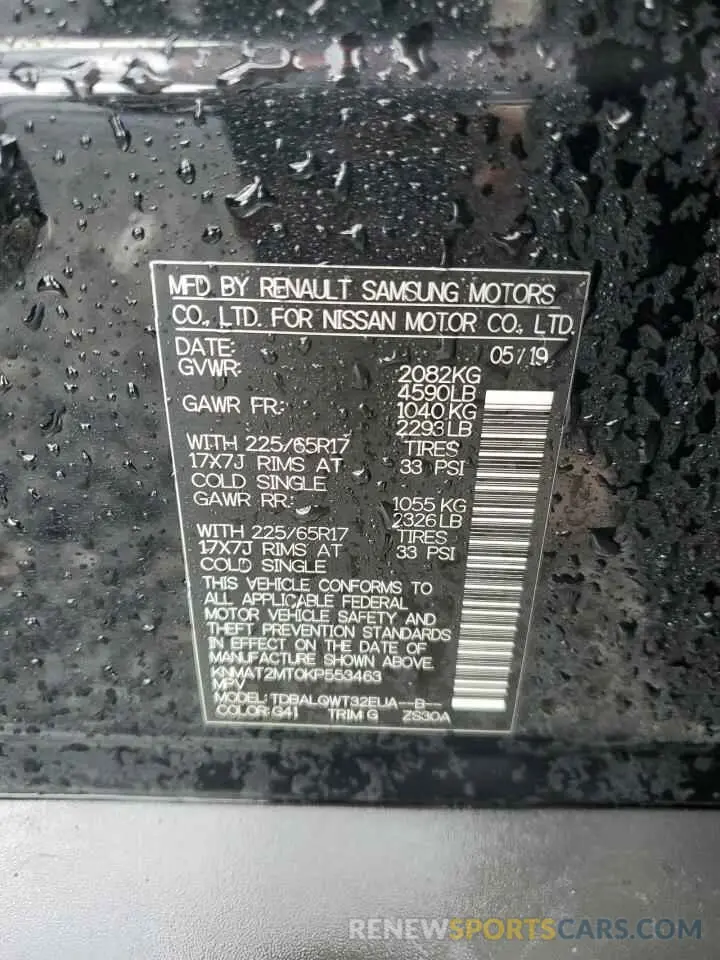 MFD BY RENAULT SAMSUNG MOTORS
CO., LTD. FOR NISSAN MOTOR CO., LTD.
DATE: 05/19
GVWR: 2082KG
4590LB
GAWR FR: 1040 KG
2293LB
WITH 225/65R17 TIRES
17X7J RIMS AT 33 PSI
COLD SINGLE
GAWR RR: 1055 KG
2326LB
WITH 225/65R17 TIRES
17X7J RIMS AT 33 PSI
COLD SINGLE
THIS VEHICLE CONFORMS TO
ALL APPLICABLE FEDERAL
MOTOR VEHICLE SAFETY AND
THEFT PREVENTION STANDARDS
IN EFFECT ON THE DATE OF
MANUFACTURE SHOWN ABOVE.
KNMAT2MT0KP553463
MPV
MODEL: TDBALQWT32EUA--B--
COLOR: G41 TRIM G ZS30A
RENEWSPORTSCARS.COM